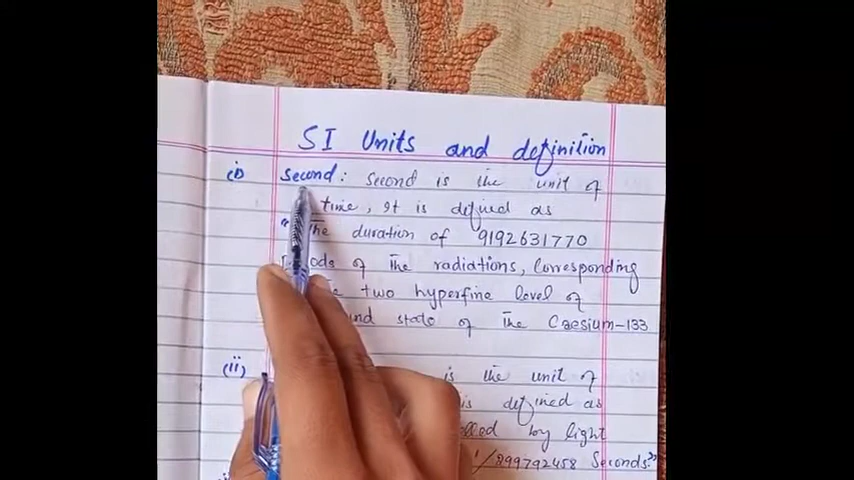 SI Units and definition
(i) Second: Second is the unit of
time, It is defined as
"The duration of 9192631770
of the radiations, Corresponding
two hyperfine level of
state of the Caesium-133
(ii) is the unit of
is defined as
by light
1/299792458 Seconds."